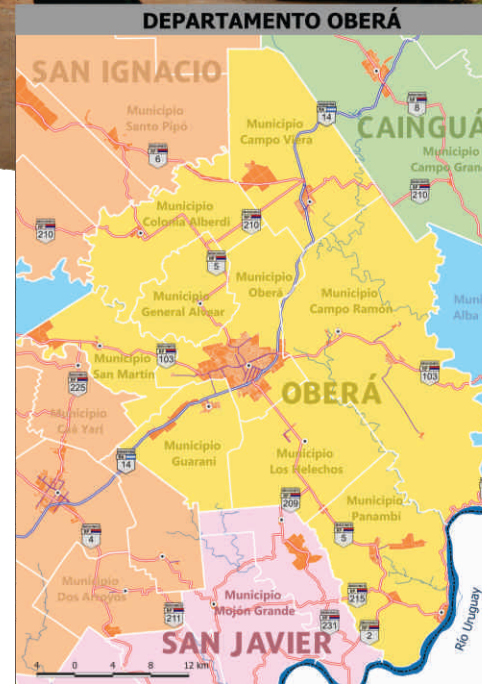 DEPARTAMENTO OBERÁ
SAN IGNACIO
Municipio
Santo Pipó
Municipio
Campo Viera
14
8
CAINGUÁ
Municipio
Campo Gran
6
210
210
Municipio
Colonia Alberdi
210
5
Municipio
Oberá
Municipio
General Alvear
Municipio
Campo Ramón
Muni
Alba
Municipio
San Martín
103
103
225
OBERÁ
Municipio
Caá Yarí
14
Municipio
Guaraní
Municipio
Los Helechos
209
Municipio
Panambí
4
5
Municipio
Dos Arroyos
Municipio
Mojón Grande
215
211
231
2
SAN JAVIER
Río Uruguay
4 0 4 8 12 km